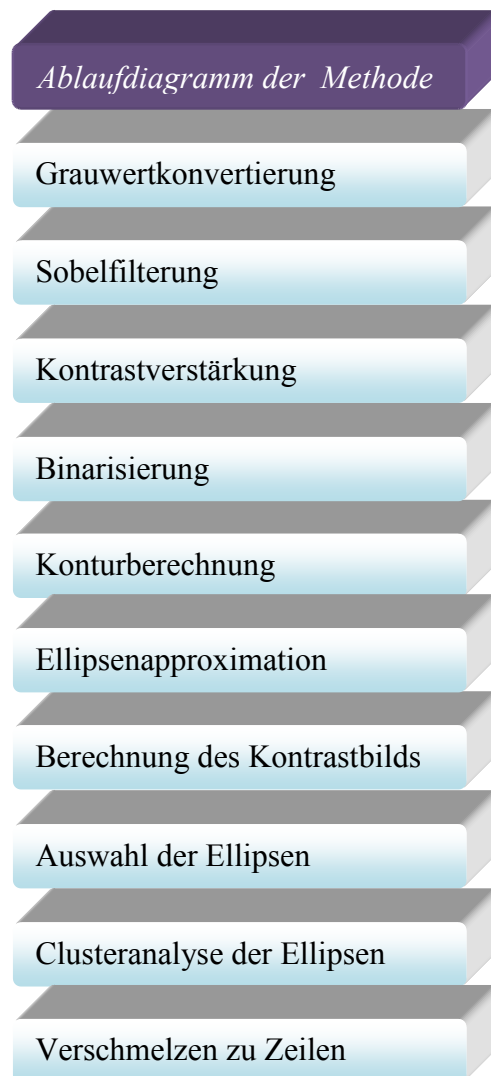 Ablaufdiagramm der Methode
Grauwertkonvertierung
Sobelfilterung
Kontrastverstärkung
Binarisierung
Konturberechnung
Ellipsenapproximation
Berechnung des Kontrastbilds
Auswahl der Ellipsen
Clusteranalyse der Ellipsen
Verschmelzen zu Zeilen